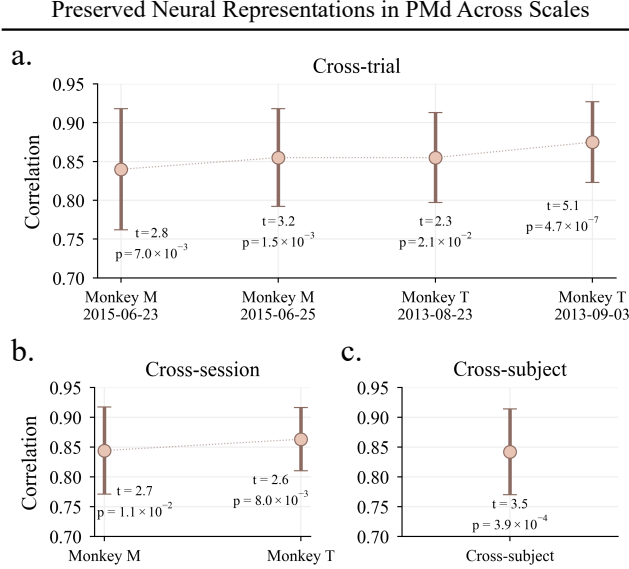 Preserved Neural Representations in PMd Across Scales
a.
Cross-trial
Correlation
0.95
0.90
0.85
0.80
0.75
0.70
t=2.8
p=7.0×10⁻³
t=3.2
p=1.5×10⁻³
t=2.3
p=2.1×10⁻²
t=5.1
p=4.7×10⁻⁷
Monkey M
2015-06-23
Monkey M
2015-06-25
Monkey T
2013-08-23
Monkey T
2013-09-03
b.
Cross-session
Correlation
0.95
0.90
0.85
0.80
0.75
0.70
t = 2.7
p = 1.1×10⁻²
t = 2.6
p = 8.0×10⁻³
Monkey M
Monkey T
c.
Cross-subject
0.95
0.90
0.85
0.80
0.75
0.70
t=3.5
p = 3.9×10⁻⁴
Cross-subject